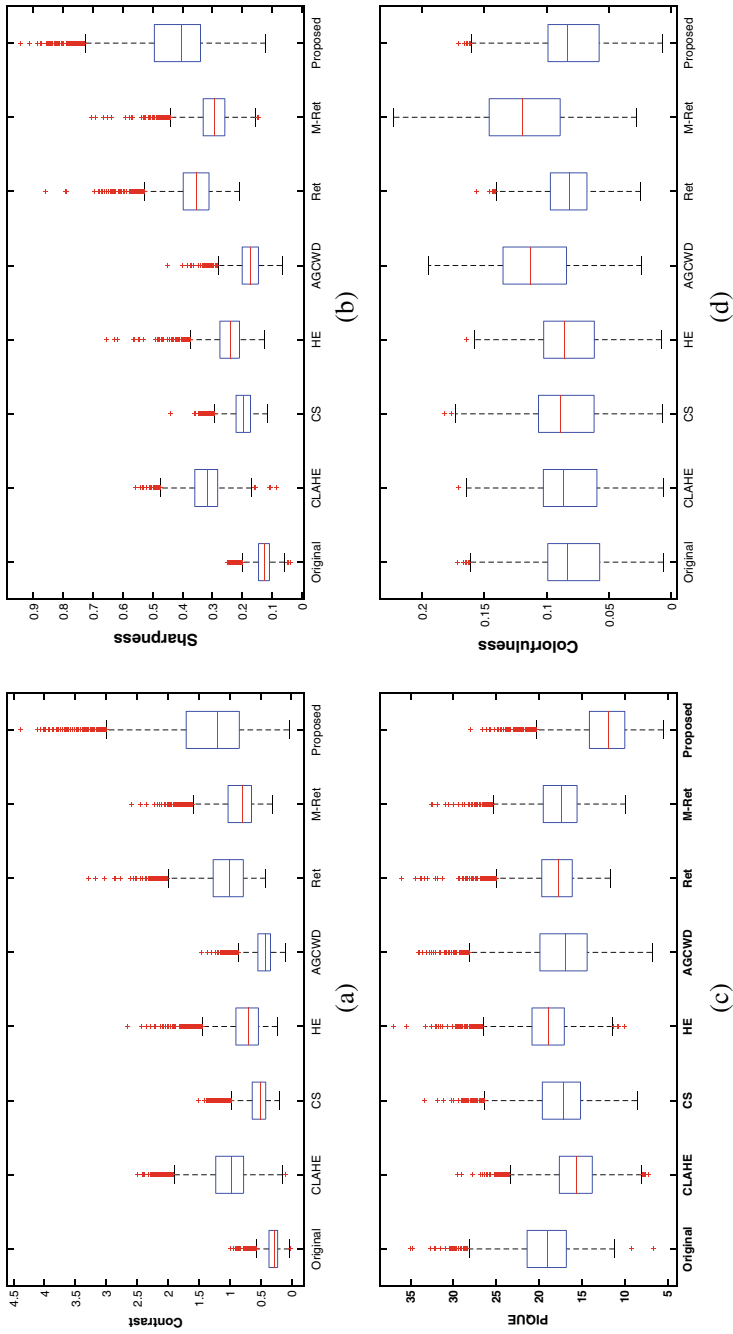 4.5
4
3.5
3
2.5
2
1.5
1
0.5
0
Contrast
Original CLAHE CS HE AGCWD Ret M-Ret Proposed
(a)
0.9
0.8
0.7
0.6
0.5
0.4
0.3
0.2
0.1
0
Sharpness
Original CLAHE CS HE AGCWD Ret M-Ret Proposed
(b)
35
30
25
20
15
10
PIQUE
Original CLAHE CS HE AGCWD Ret M-Ret Proposed
(c)
0.2
0.15
0.1
0.05
0
Colorfulness
Original CLAHE CS HE AGCWD Ret M-Ret Proposed
(d)